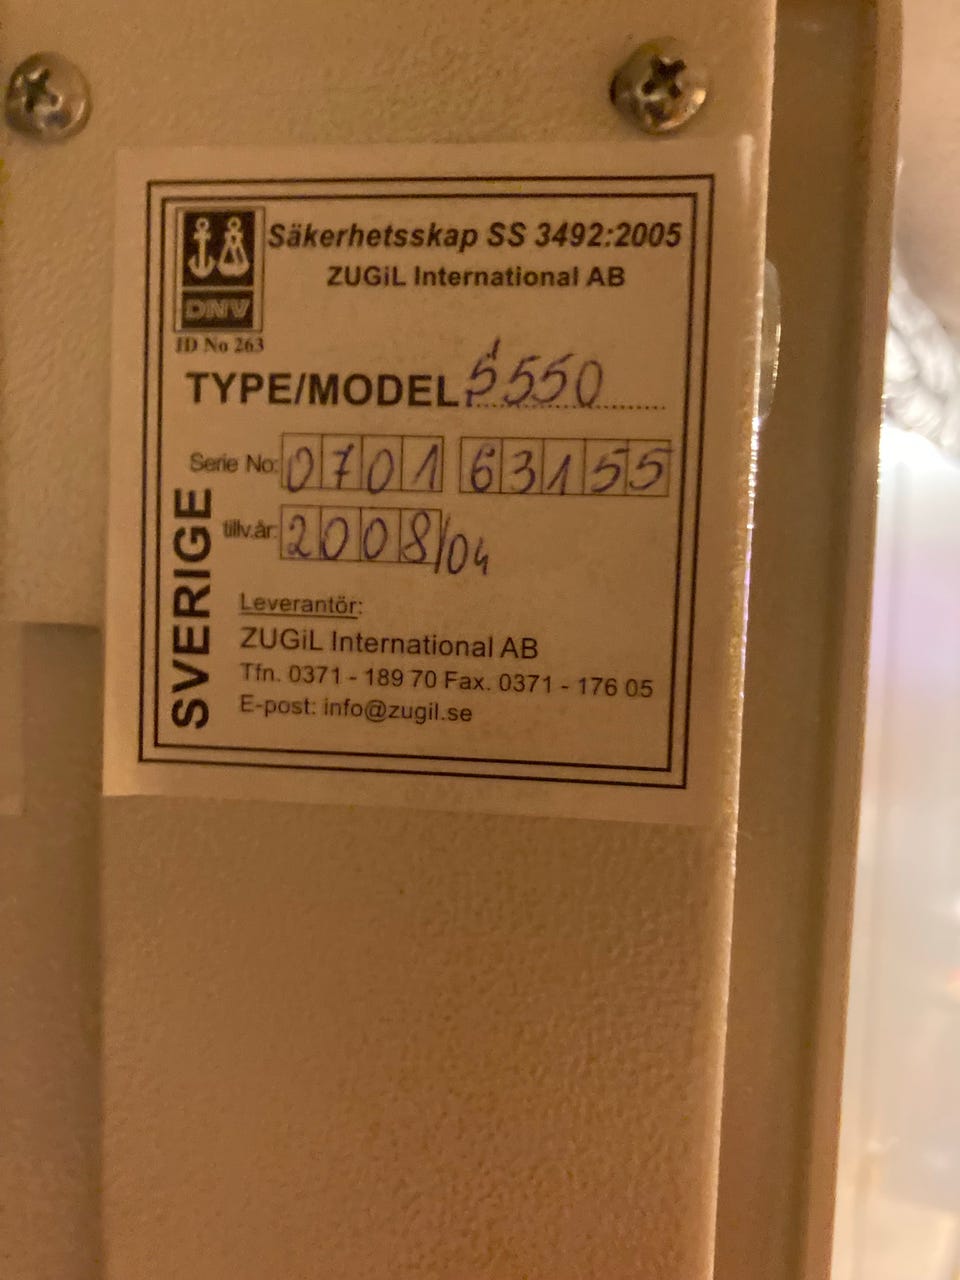 Säkerhetsskap SS 3492:2005
ZUGiL International AB
DNV
ID No 263
TYPE/MODEL S550
Serie No: 0701 63155
tillv.år: 2008/04
SVERIGE
Leverantör:
ZUGiL International AB
Tfn. 0371 - 189 70 Fax. 0371 - 176 05
E-post: info@zugil.se